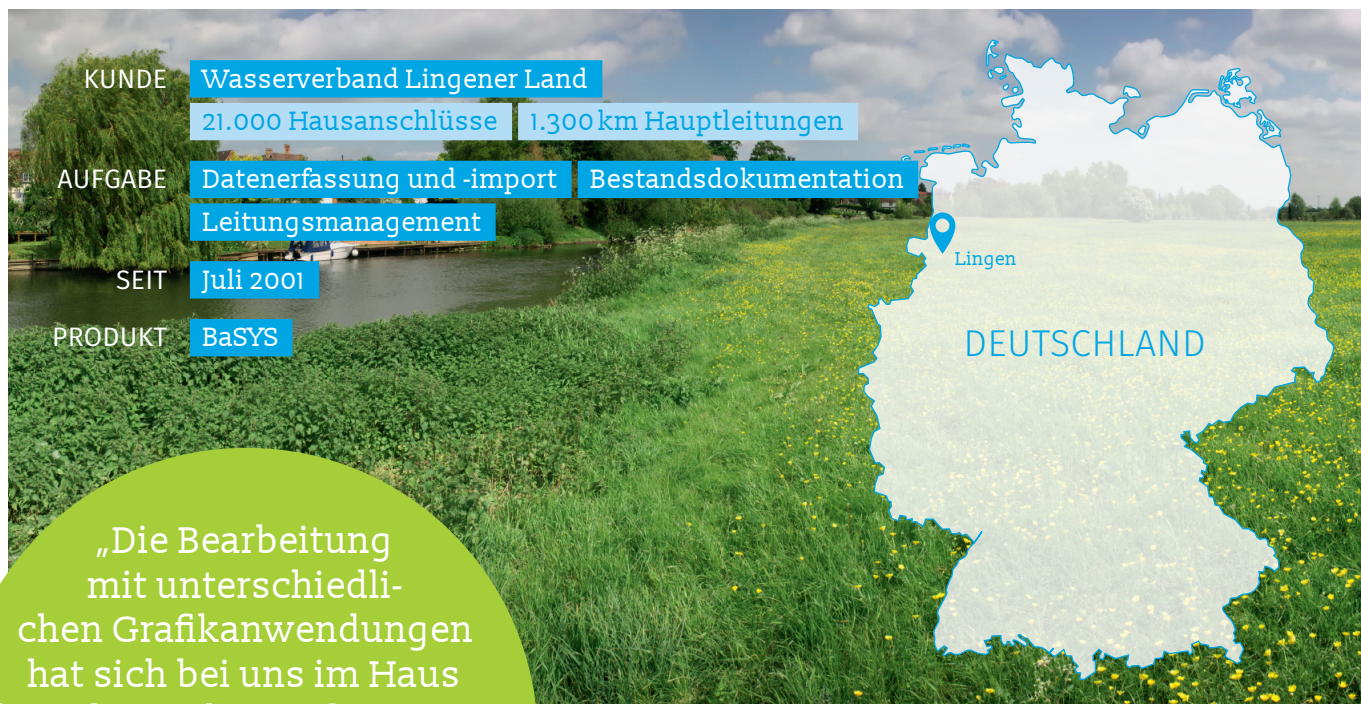 KUNDE Wasserverband Lingener Land
21.000 Hausanschlüsse 1.300 km Hauptleitungen
AUFGABE Datenerfassung und -import Bestandsdokumentation
Leitungsmanagement
SEIT Juli 2001
PRODUKT BaSYS
Lingen
DEUTSCHLAND
„Die Bearbeitung
mit unterschiedli-
chen Grafikanwendungen
hat sich bei uns im Haus